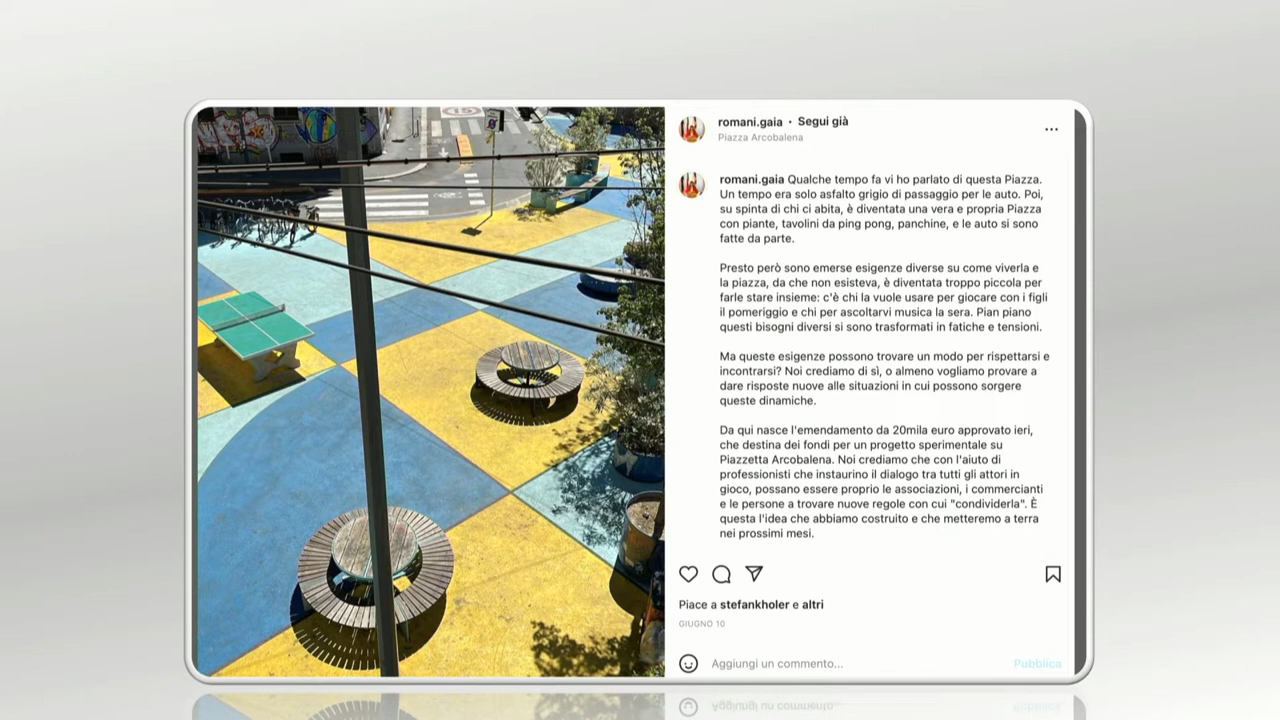 romani.gaia · Segui già
Piazza Arcobalena
romani.gaia Qualche tempo fa vi ho parlato di questa Piazza.
Un tempo era solo asfalto grigio di passaggio per le auto. Poi,
su spinta di chi ci abita, è diventata una vera e propria Piazza
con piante, tavolini da ping pong, panchine, e le auto si sono
fatte da parte.
Presto però sono emerse esigenze diverse su come viverla e
la piazza, da che non esisteva, è diventata troppo piccola per
farle stare insieme: c'è chi la vuole usare per giocare con i figli
il pomeriggio e chi per ascoltarvi musica la sera. Pian piano
questi bisogni diversi si sono trasformati in fatiche e tensioni.
Ma queste esigenze possono trovare un modo per rispettarsi e
incontrarsi? Noi crediamo di sì, o almeno vogliamo provare a
dare risposte nuove alle situazioni in cui possono sorgere
queste dinamiche.
Da qui nasce l'emendamento da 20mila euro approvato ieri,
che destina dei fondi per un progetto sperimentale su
Piazzetta Arcobalena. Noi crediamo che con l'aiuto di
professionisti che instaurino il dialogo tra tutti gli attori in
gioco, possano essere proprio le associazioni, i commercianti
e le persone a trovare nuove regole con cui "condividerla". È
questa l'idea che abbiamo costruito e che metteremo a terra
nei prossimi mesi.
Piace a stefankholer e altri
GIUGNO 10
Aggiungi un commento...
Pubblica